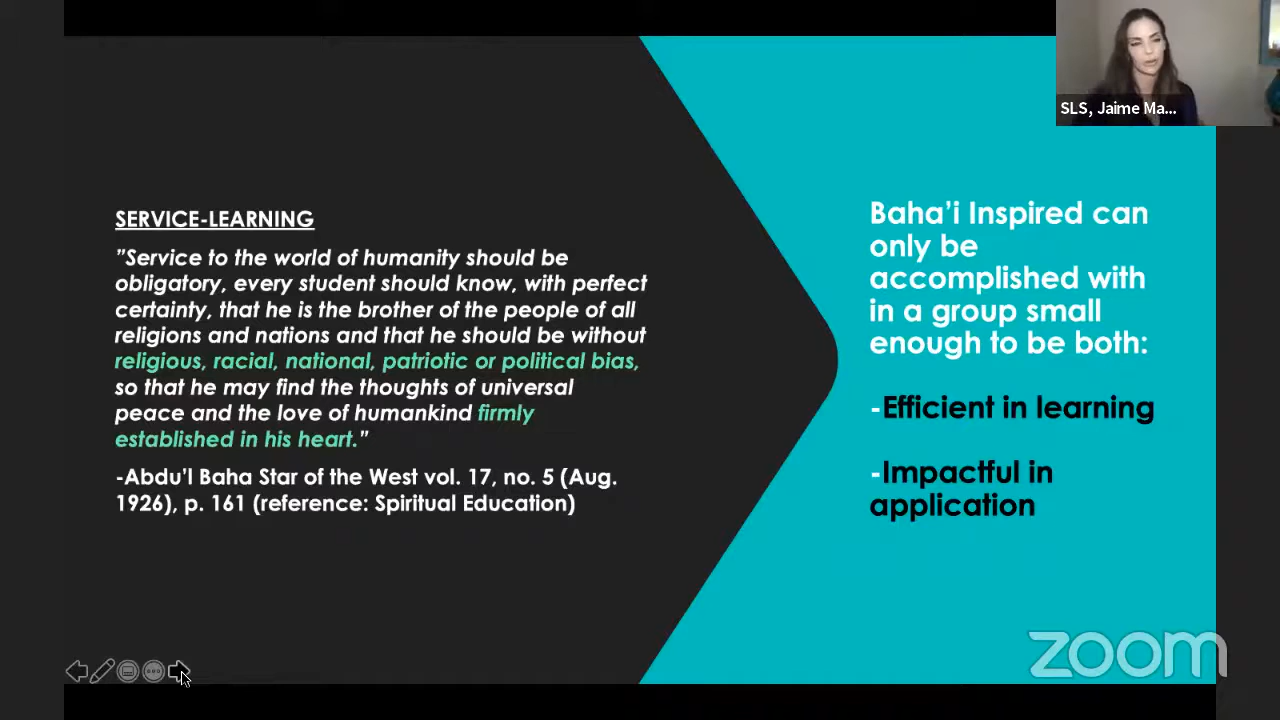 SLS, Jaime Ma...
SERVICE-LEARNING
"Service to the world of humanity should be
obligatory, every student should know, with perfect
certainty, that he is the brother of the people of all
religions and nations and that he should be without
religious, racial, national, patriotic or political bias,
so that he may find the thoughts of universal
peace and the love of humankind firmly
established in his heart."
-Abdu'l Baha Star of the West vol. 17, no. 5 (Aug.
1926), p. 161 (reference: Spiritual Education)
Baha'i Inspired can
only be
accomplished with
in a group small
enough to be both:
-Efficient in learning
-Impactful in
application
zoom